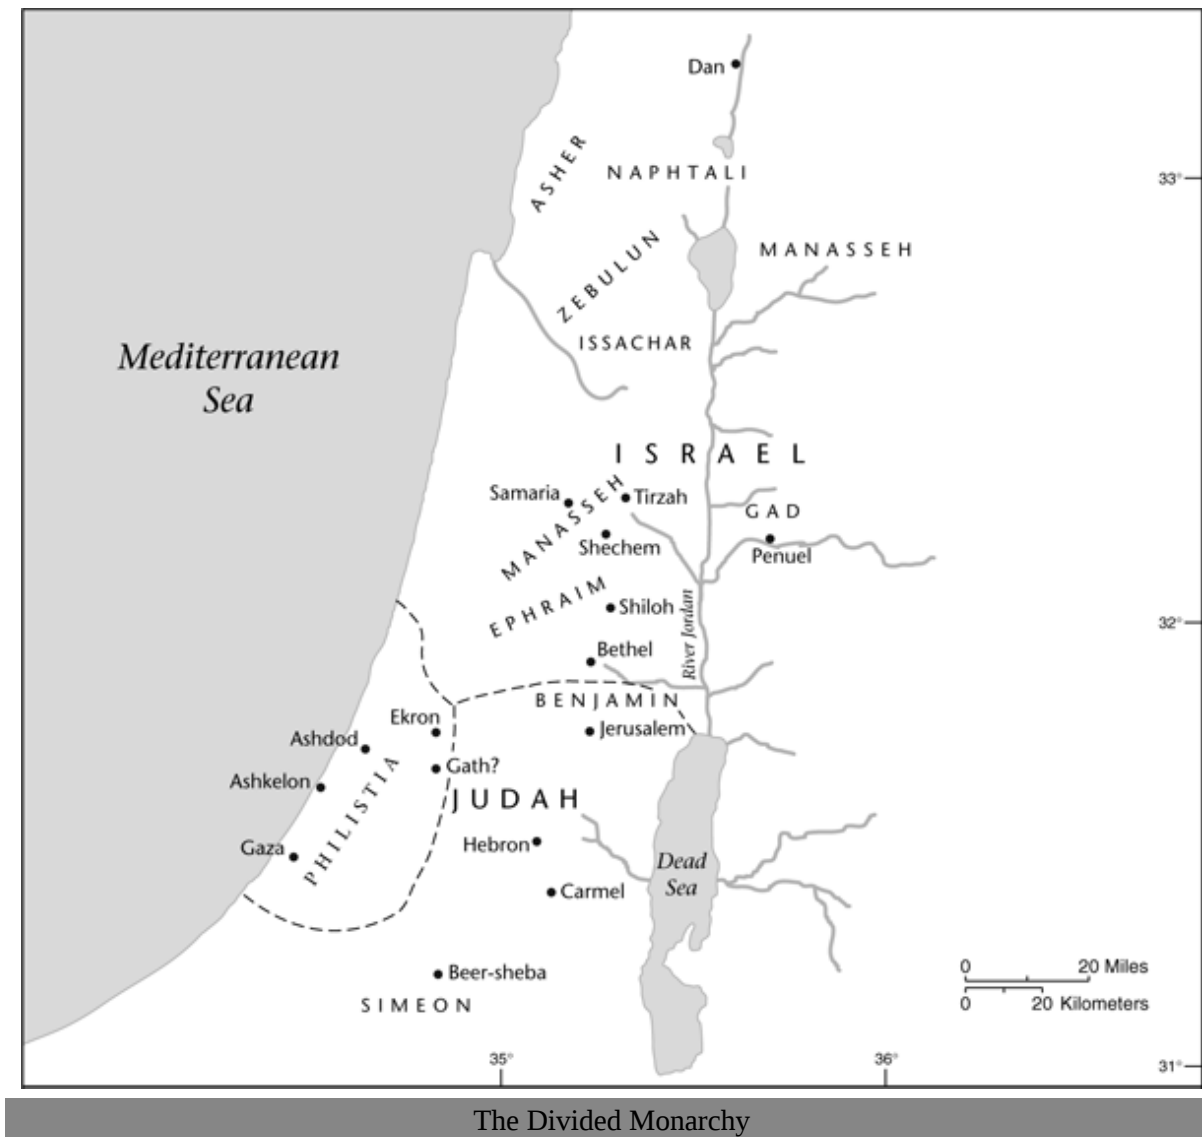 Dan
ASHER
NAPHTALI
33°
ZEBULUN
MANASSEH
Mediterranean
Sea
ISSACHAR
ISRAEL
Samaria
Tirzah
MANASSEH
GAD
Shechem
Penuel
EPHRAIM
Shiloh
River Jordan
32°
Bethel
BENJAMIN
Ekron
Jerusalem
Ashdod
Gath?
Ashkelon
PHILISTIA
JUDAH
Gaza
Hebron
Dead
Sea
Carmel
Beer-sheba
SIMEON
0 20 Miles
0 20 Kilometers
35°
36°
31°
The Divided Monarchy